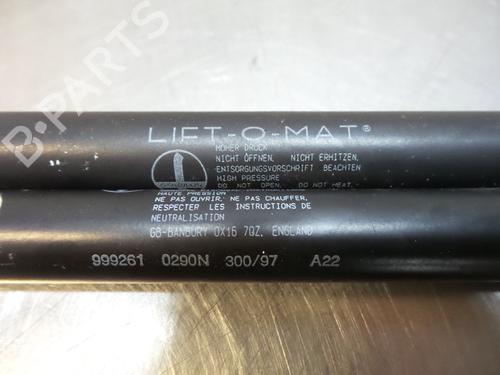 LIFT-O-MAT®
HOHER DRUCK
NICHT ÖFFNEN. NICHT ERHITZEN.
ENTSORGUNGSVORSCHRIFT BEACHTEN
HIGH PRESSURE
DO NOT OPEN. DO NOT HEAT.
HAUTE PRESSION
NE PAS OUVRIR, NE PAS CHAUFFER,
RESPECTER LES INSTRUCTIONS DE
NEUTRALISATION
GB-BANBURY OX16 7QZ, ENGLAND
999261 0290N 300/97 A22
B-PARTS